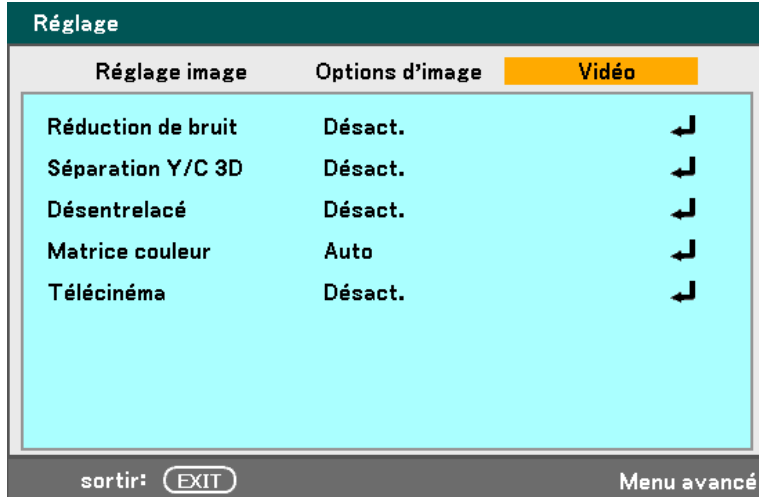 Réglage
Réglage image Options d'image Vidéo
Réduction de bruit Désact.
Séparation Y/C 3D Désact.
Désentrelacé Désact.
Matrice couleur Auto
Télécinéma Désact.
sortir: EXIT Menu avancé